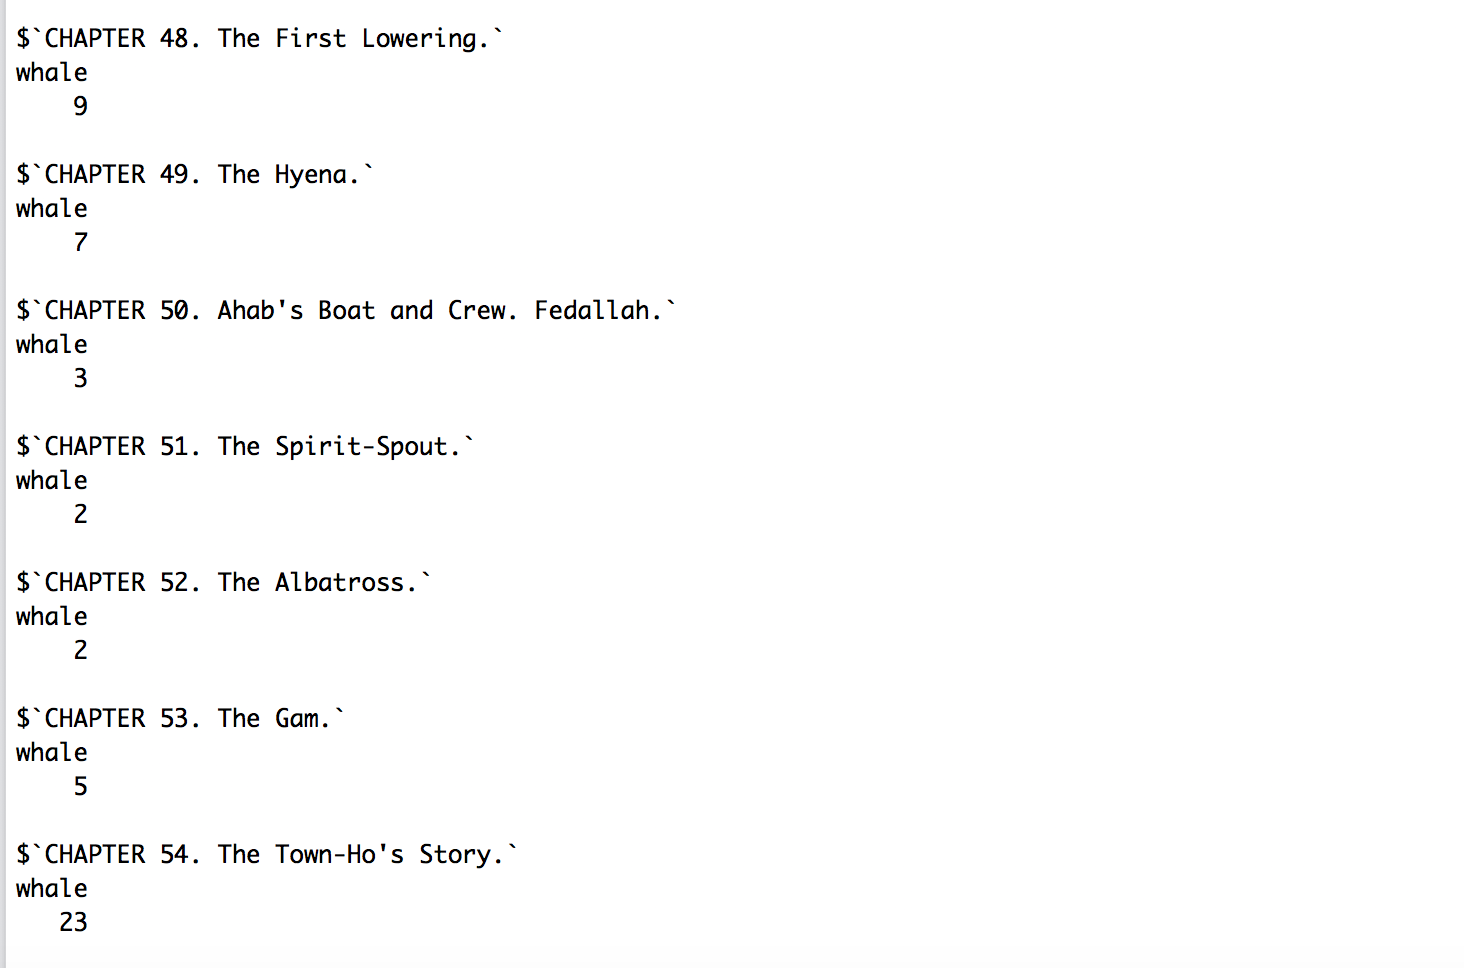 $`CHAPTER 48. The First Lowering.`
whale
    9

$`CHAPTER 49. The Hyena.`
whale
    7

$`CHAPTER 50. Ahab's Boat and Crew. Fedallah.`
whale
    3

$`CHAPTER 51. The Spirit-Spout.`
whale
    2

$`CHAPTER 52. The Albatross.`
whale
    2

$`CHAPTER 53. The Gam.`
whale
    5

$`CHAPTER 54. The Town-Ho's Story.`
whale
   23